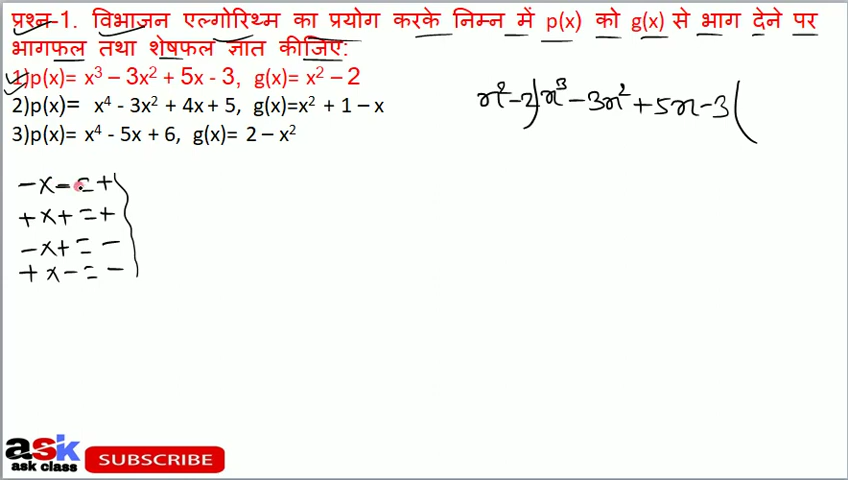 प्रश्न-1. विभाजन एल्गोरिथ्म का प्रयोग करके निम्न में p(x) को g(x) से भाग देने पर
भागफल तथा शेषफल ज्ञात कीजिए:
1)p(x)= x³ – 3x² + 5x - 3, g(x)= x² – 2
2)p(x)= x⁴ - 3x² + 4x + 5, g(x)=x² + 1 – x
3)p(x)= x⁴ - 5x + 6, g(x)= 2 – x²
x² - 2) x³ - 3x² + 5x - 3 (
- x - = +
+ x + = +
- x + = -
+ x - = -
ask
ask class
SUBSCRIBE